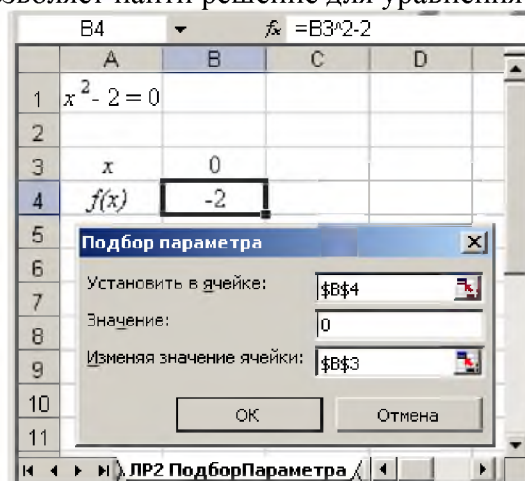 зволяет найти решение для уравнения
B4 fx =B3^2-2
A B C D
1 x² - 2 = 0
2
3 x 0
4 f(x) -2
5 Подбор параметра
6 Установить в ячейке: $B$4
7
8 Значение: 0
9 Изменяя значение ячейки: $B$3
10 OK Отмена
11
ЛР2 ПодборПараметра